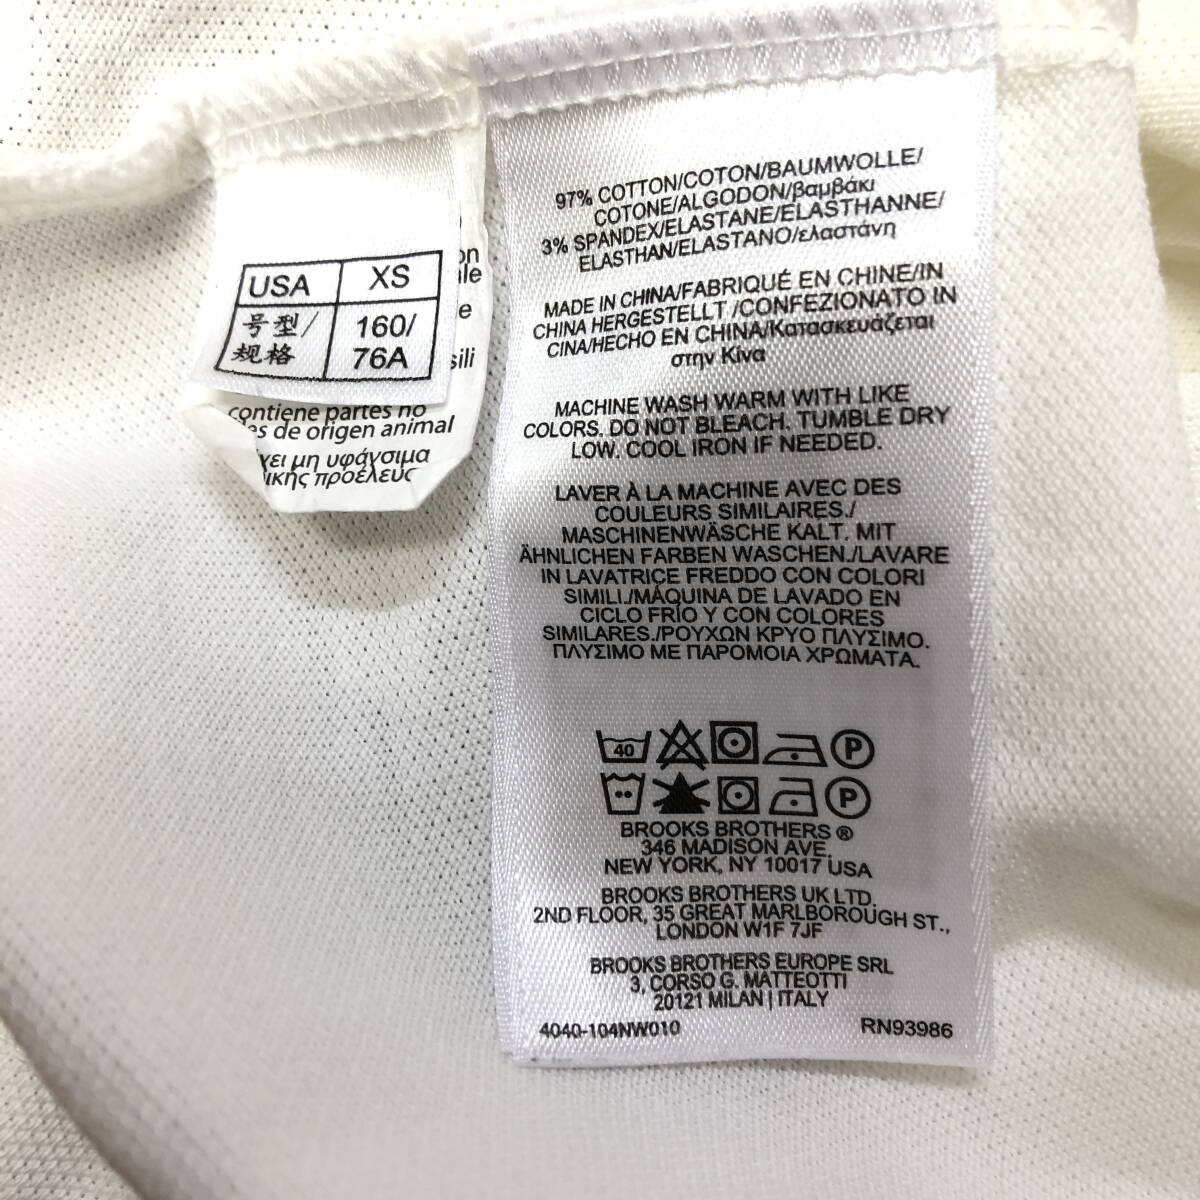 USA XS
号型/ 160/
规格 76A
on
le
e
sili
contiene partes no
es de origen animal
χει μη υφάνσιμα
ικής προέλευς
97% COTTON/COTON/BAUMWOLLE/
COTONE/ALGODON/βαμβάκι
3% SPANDEX/ELASTANE/ELASTHANNE/
ELASTHAN/ELASTANO/ελαστάνη
MADE IN CHINA/FABRIQUÉ EN CHINE/IN
CHINA HERGESTELLT /CONFEZIONATO IN
CINA/HECHO EN CHINA/Κατασκευάζεται
στην Κίνα
MACHINE WASH WARM WITH LIKE
COLORS. DO NOT BLEACH. TUMBLE DRY
LOW. COOL IRON IF NEEDED.
LAVER À LA MACHINE AVEC DES
COULEURS SIMILAIRES./
MASCHINENWÄSCHE KALT. MIT
ÄHNLICHEN FARBEN WASCHEN./LAVARE
IN LAVATRICE FREDDO CON COLORI
SIMILI./MÁQUINA DE LAVADO EN
CICLO FRÍO Y CON COLORES
SIMILARES./ΡΟΥΧΩΝ ΚΡΥΟ ΠΛΥΣΙΜΟ.
ΠΛΥΣΙΜΟ ΜΕ ΠΑΡΟΜΟΙΑ ΧΡΩΜΑΤΑ.
40 P
P
BROOKS BROTHERS ®
346 MADISON AVE.
NEW YORK, NY 10017 USA
BROOKS BROTHERS UK LTD.
2ND FLOOR, 35 GREAT MARLBOROUGH ST.,
LONDON W1F 7JF
BROOKS BROTHERS EUROPE SRL
3, CORSO G. MATTEOTTI
20121 MILAN | ITALY
4040-104NW010 RN93986